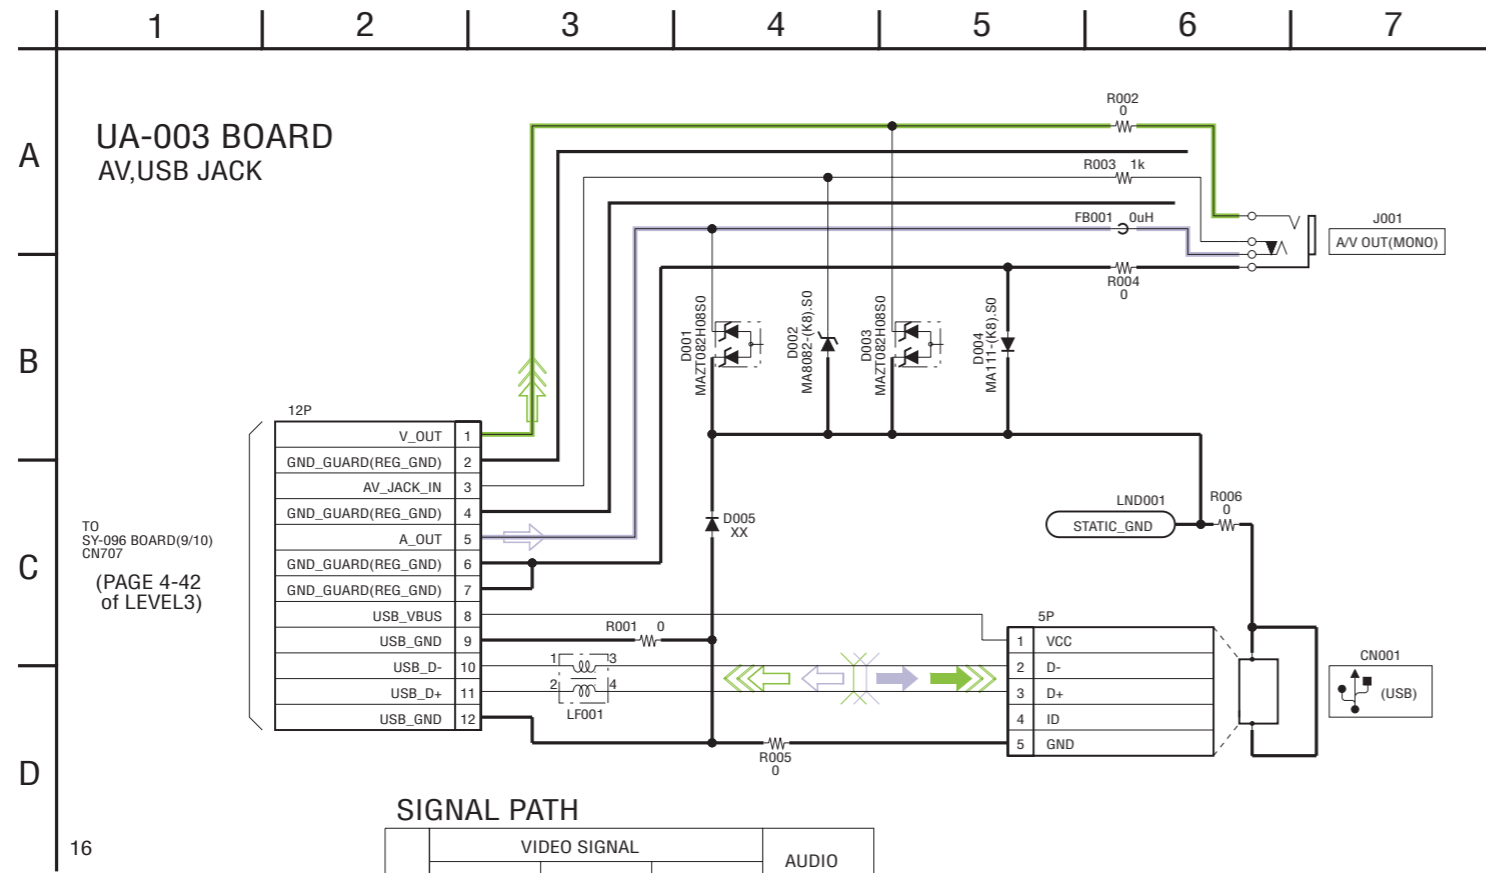 1 2 3 4 5 6 7
A
B
C
D
16
UA-003 BOARD
AV,USB JACK
R002
0
R003 1k
FB001 0uH
R004
0
J001
A/V OUT(MONO)
D001
MAZT082H08S0
D002
MA8082-(K8).S0
D003
MAZT082H08S0
D004
MA111-(K8).S0
12P
V_OUT 1
GND_GUARD(REG_GND) 2
AV_JACK_IN 3
GND_GUARD(REG_GND) 4
A_OUT 5
GND_GUARD(REG_GND) 6
GND_GUARD(REG_GND) 7
USB_VBUS 8
USB_GND 9
USB_D- 10
USB_D+ 11
USB_GND 12
TO
SY-096 BOARD(9/10)
CN707
(PAGE 4-42
of LEVEL3)
D005
XX
LND001
STATIC_GND
R006
0
R001 0
1 3
2 4
LF001
R005
0
5P
1 VCC
2 D-
3 D+
4 ID
5 GND
CN001
(USB)
SIGNAL PATH
VIDEO SIGNAL
AUDIO